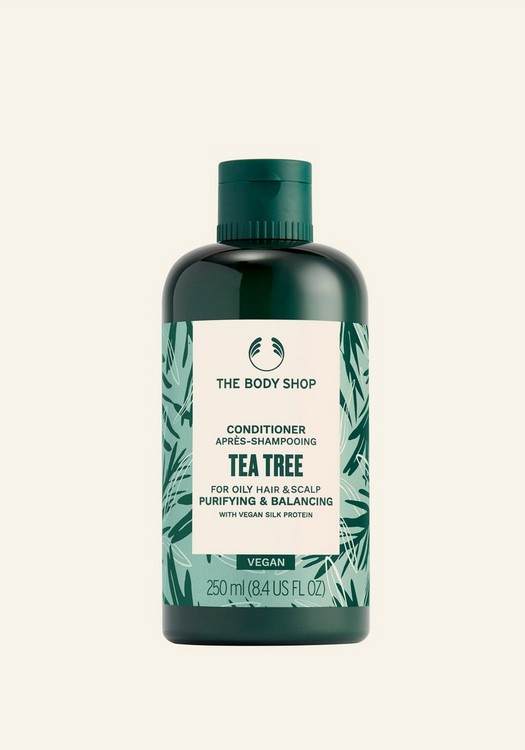 THE BODY SHOP
CONDITIONER
APRÈS-SHAMPOOING
TEA TREE
FOR OILY HAIR & SCALP
PURIFYING & BALANCING
WITH VEGAN SILK PROTEIN
VEGAN
250 ml (8.4 US FL OZ)